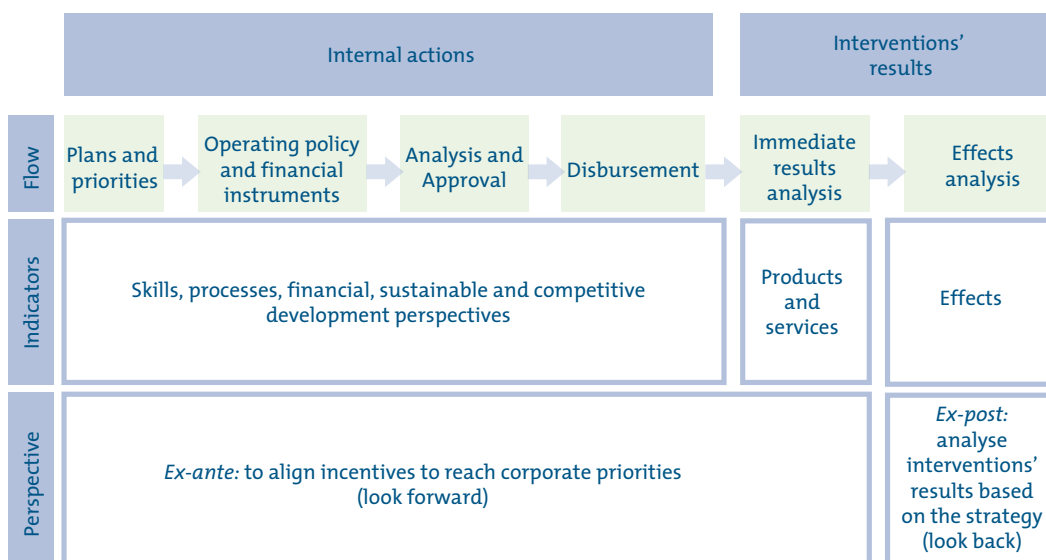 Internal actions
Interventions’
results
Flow
Plans and
priorities
Operating policy
and financial
instruments
Analysis and
Approval
Disbursement
Immediate
results
analysis
Effects
analysis
Indicators
Skills, processes, financial, sustainable and competitive
development perspectives
Products
and
services
Effects
Perspective
Ex-ante: to align incentives to reach corporate priorities
(look forward)
Ex-post:
analyse
interventions’
results based
on the strategy
(look back)